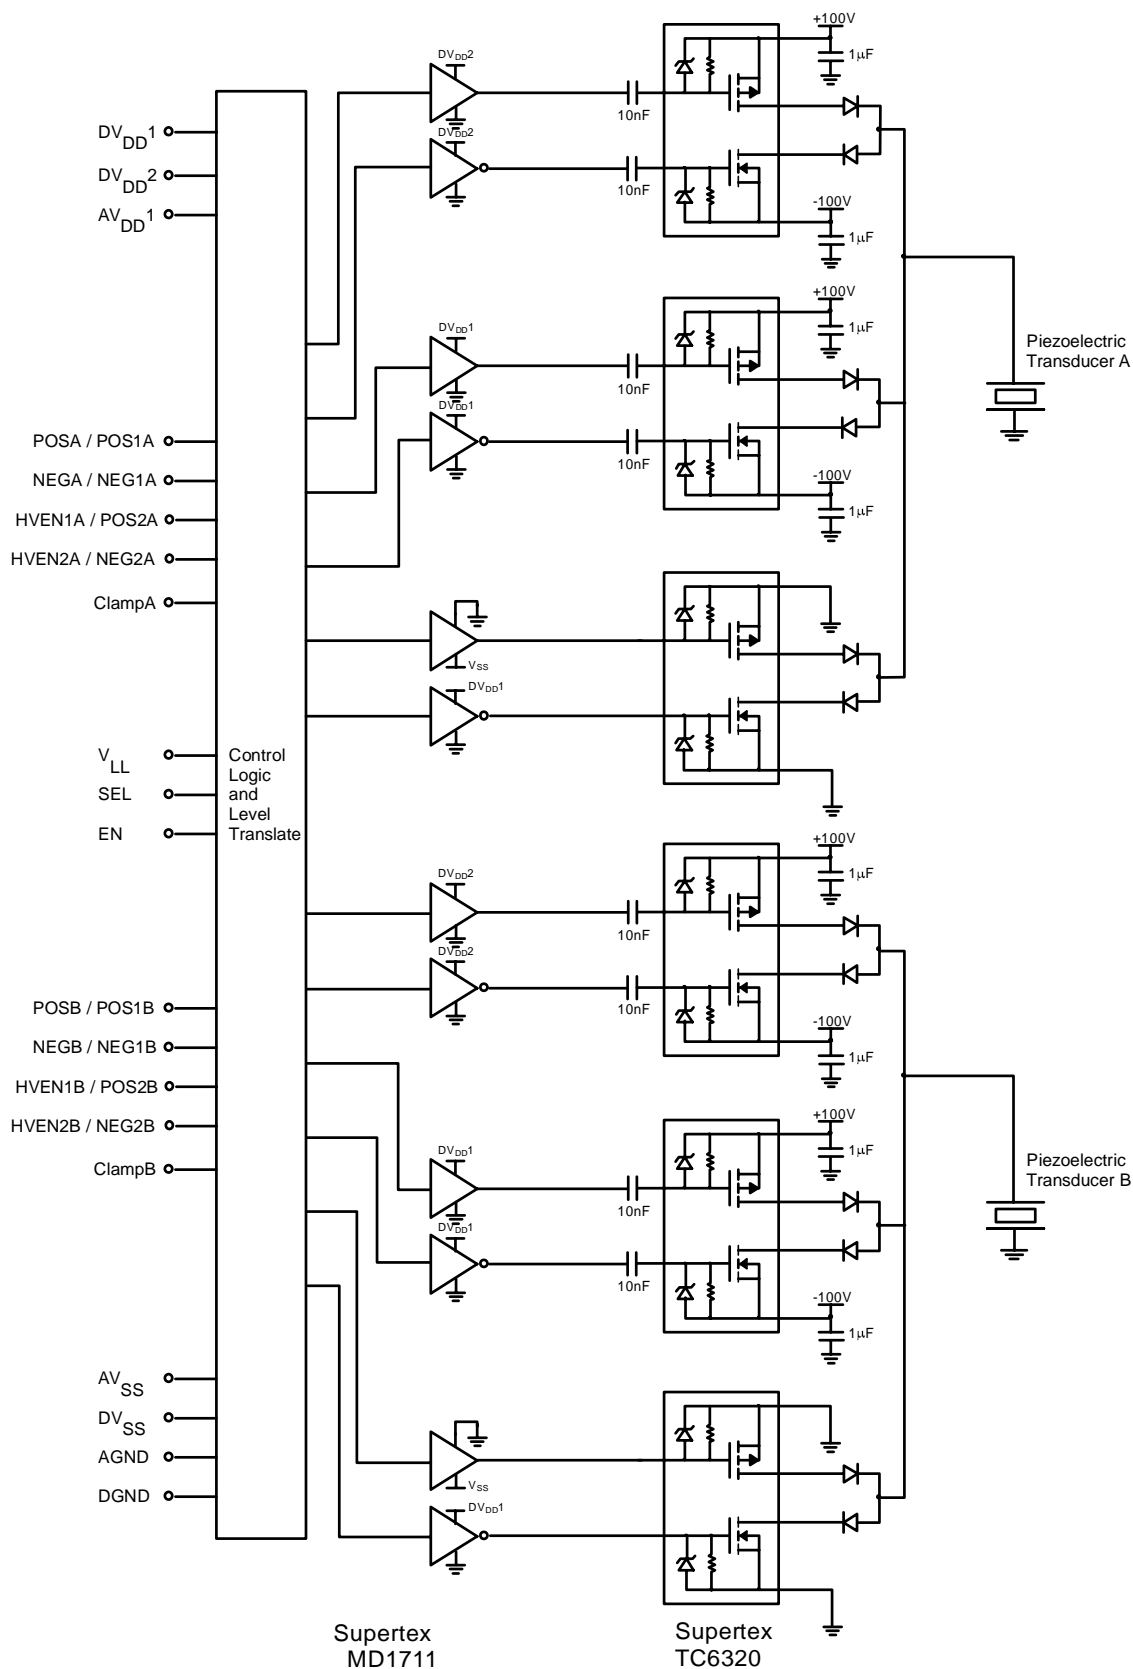 +100V
1µF
DVDD2
10nF
DVDD2
10nF
-100V
1µF
DVDD1
DVDD2
AVDD1
+100V
1µF
DVDD1
10nF
DVDD1
10nF
-100V
1µF
Piezoelectric
Transducer A
POSA / POS1A
NEGA / NEG1A
HVEN1A / POS2A
HVEN2A / NEG2A
ClampA
VSS
DVDD1
VLL
SEL
EN
Control
Logic
and
Level
Translate
+100V
1µF
DVDD2
10nF
DVDD2
10nF
-100V
1µF
POSB / POS1B
NEGB / NEG1B
HVEN1B / POS2B
HVEN2B / NEG2B
ClampB
+100V
1µF
DVDD1
10nF
DVDD1
10nF
-100V
1µF
Piezoelectric
Transducer B
AVSS
DVSS
AGND
DGND
VSS
DVDD1
Supertex
MD1711
Supertex
TC6320